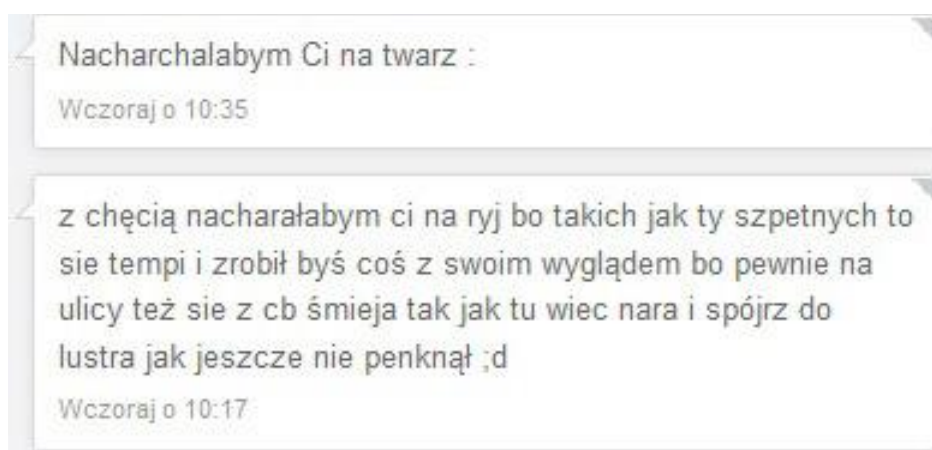 Nacharchalabym Ci na twarz :
Wczoraj o 10:35
z chęcią nacharałabym ci na ryj bo takich jak ty szpetnych to
sie tempi i zrobił byś coś z swoim wyglądem bo pewnie na
ulicy też sie z cb śmieja tak jak tu wiec nara i spójrz do
lustra jak jeszcze nie penknął ;d
Wczoraj o 10:17